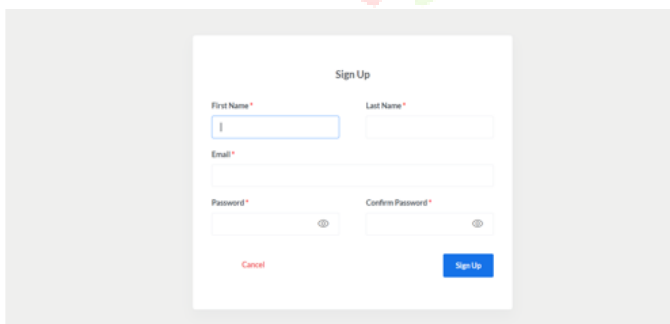 Sign Up
First Name * Last Name *
Email *
Password * Confirm Password *
Cancel Sign Up